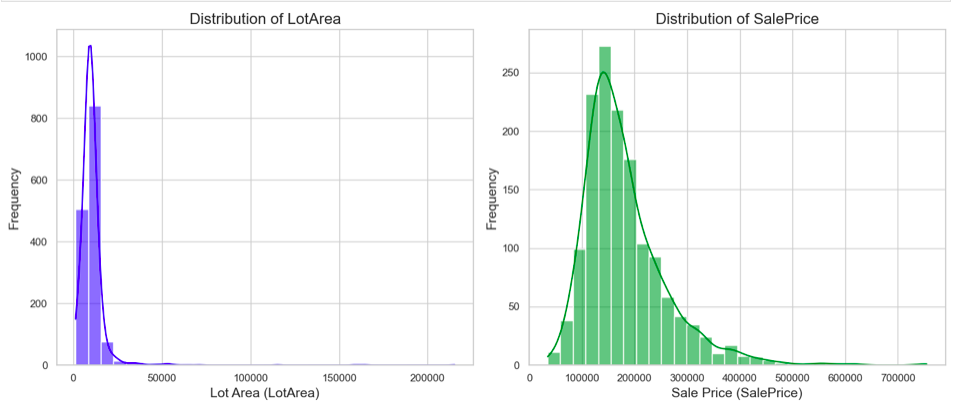 Distribution of LotArea
Frequency
1000
800
600
400
200
0
0 50000 100000 150000 200000
Lot Area (LotArea)
Distribution of SalePrice
Frequency
250
200
150
100
50
0
0 100000 200000 300000 400000 500000 600000 700000
Sale Price (SalePrice)